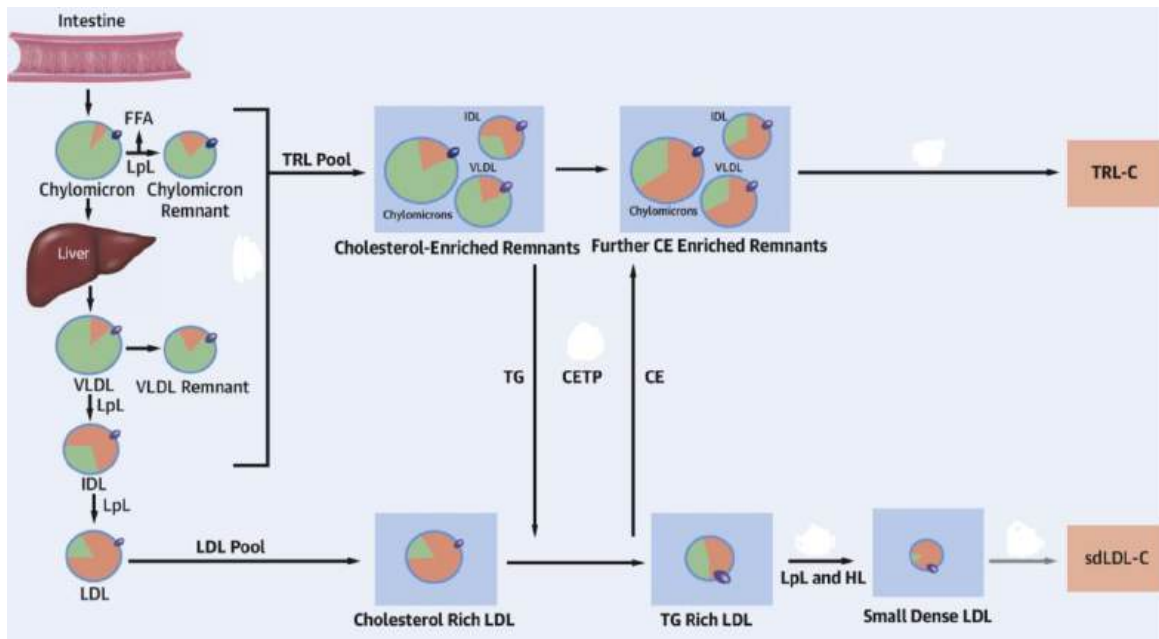 Intestine
FFA
LpL
Chylomicron
Chylomicron
Remnant
Liver
VLDL
VLDL Remnant
LpL
IDL
LpL
LDL
TRL Pool
IDL
VLDL
Chylomicrons
Cholesterol-Enriched Remnants
IDL
VLDL
Chylomicrons
Further CE Enriched Remnants
TRL-C
TG
CETP
CE
LDL Pool
Cholesterol Rich LDL
TG Rich LDL
LpL and HL
Small Dense LDL
sdLDL-C